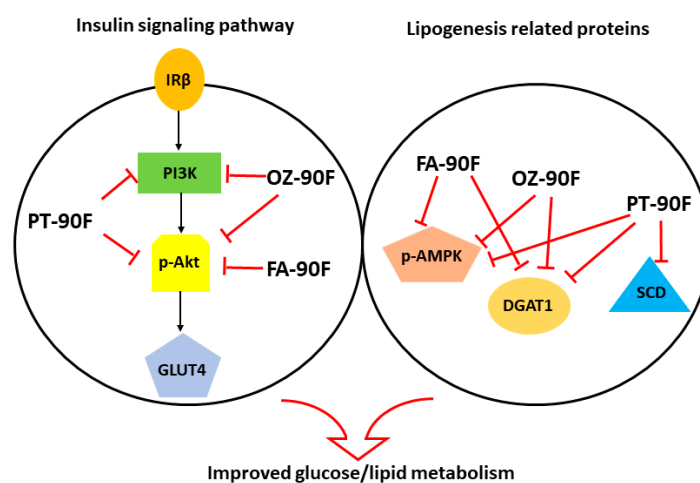 Insulin signaling pathway
Lipogenesis related proteins
IRβ
PI3K
OZ-90F
PT-90F
p-Akt
FA-90F
GLUT4
FA-90F
OZ-90F
PT-90F
p-AMPK
DGAT1
SCD
Improved glucose/lipid metabolism